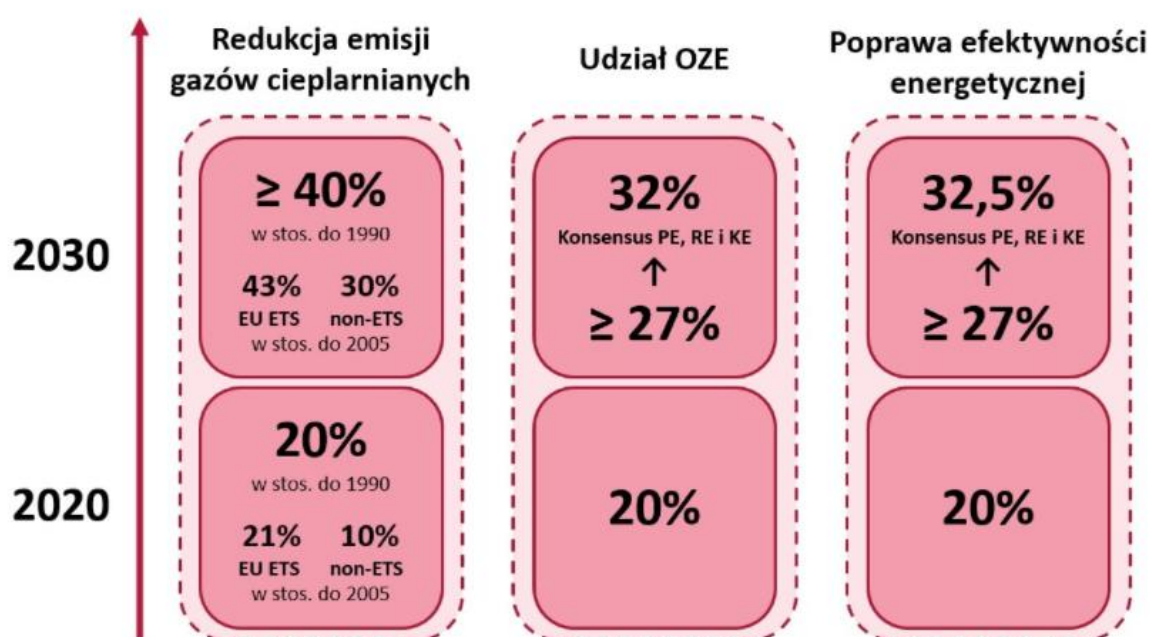 Redukcja emisji
gazów cieplarnianych
Udział OZE
Poprawa efektywności
energetycznej
2030
≥ 40%
w stos. do 1990
43% 30%
EU ETS non-ETS
w stos. do 2005
32%
Konsensus PE, RE i KE
↑
≥ 27%
32,5%
Konsensus PE, RE i KE
↑
≥ 27%
2020
20%
w stos. do 1990
21% 10%
EU ETS non-ETS
w stos. do 2005
20%
20%